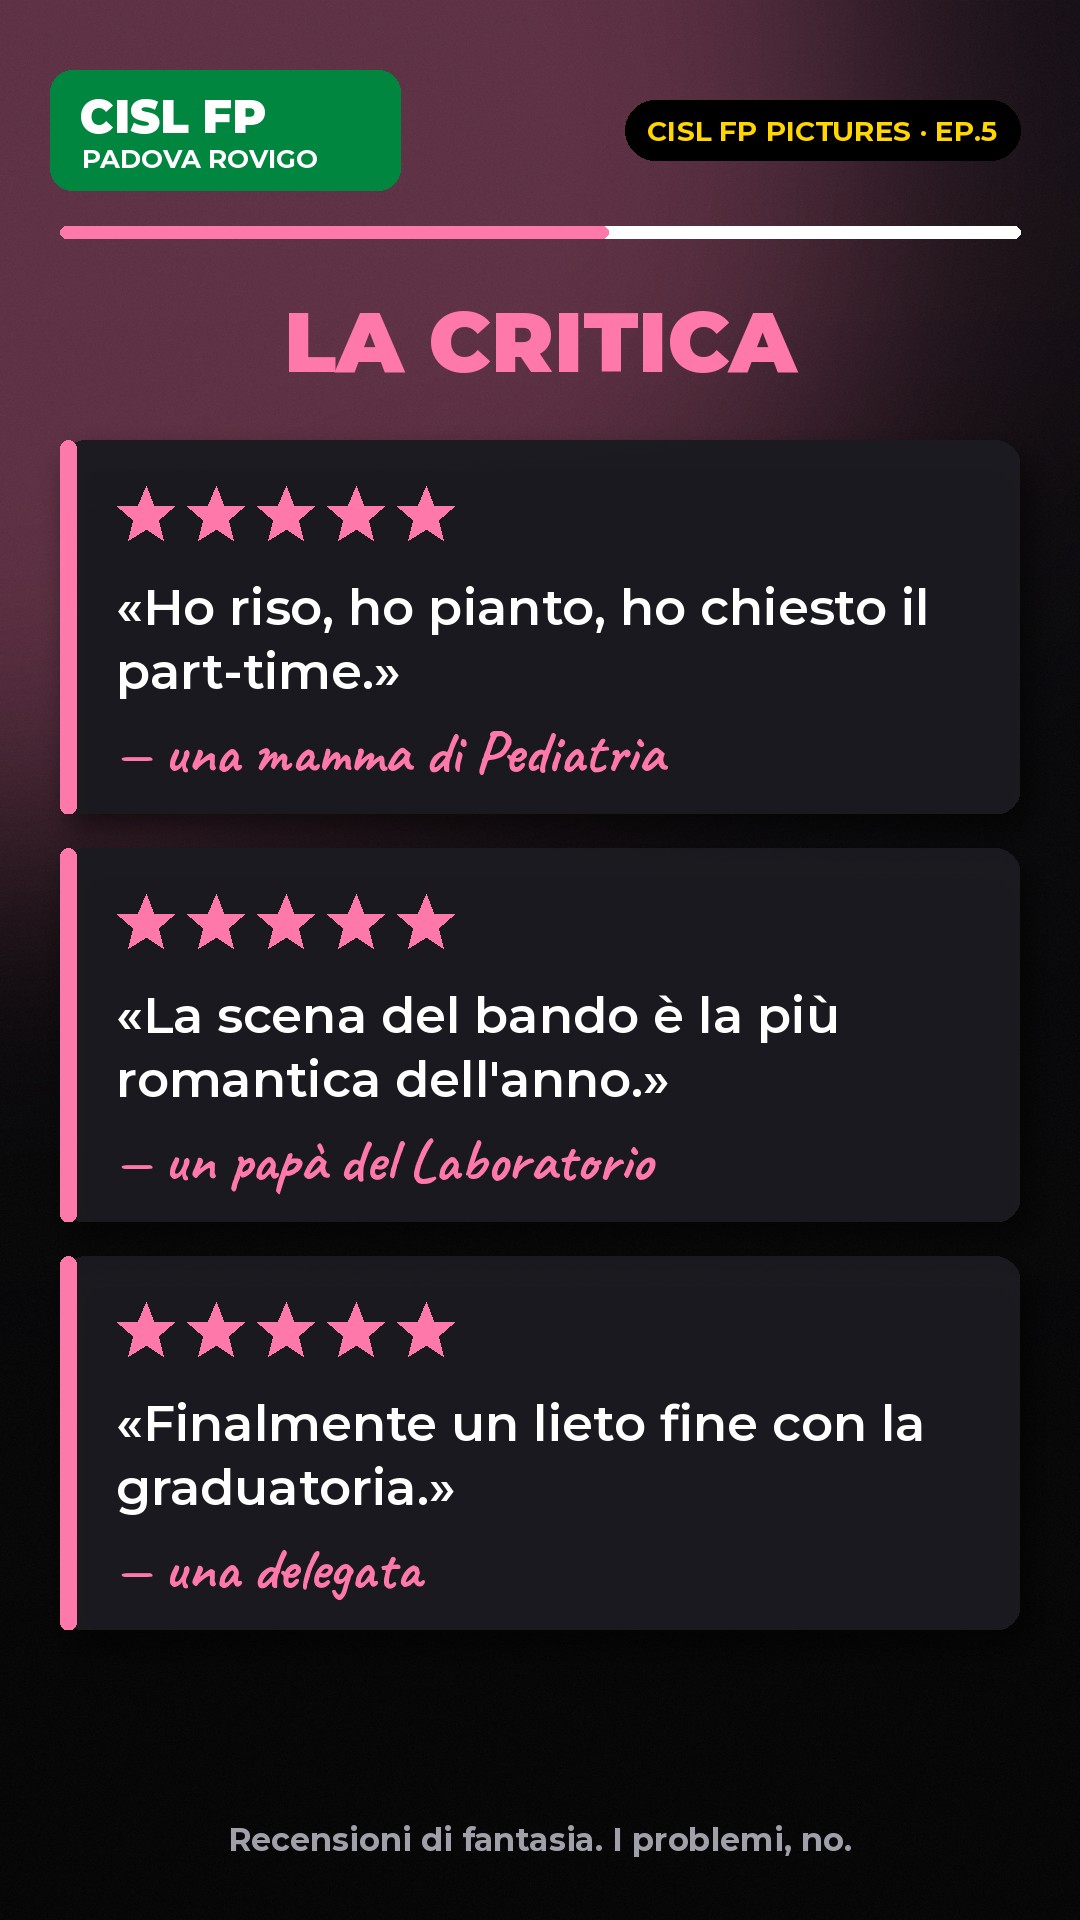 CISL FP
PADOVA ROVIGO
CISL FP PICTURES · EP.5
LA CRITICA
«Ho riso, ho pianto, ho chiesto il
part-time.»
— una mamma di Pediatria
«La scena del bando è la più
romantica dell'anno.»
— un papà del Laboratorio
«Finalmente un lieto fine con la
graduatoria.»
— una delegata
Recensioni di fantasia. I problemi, no.